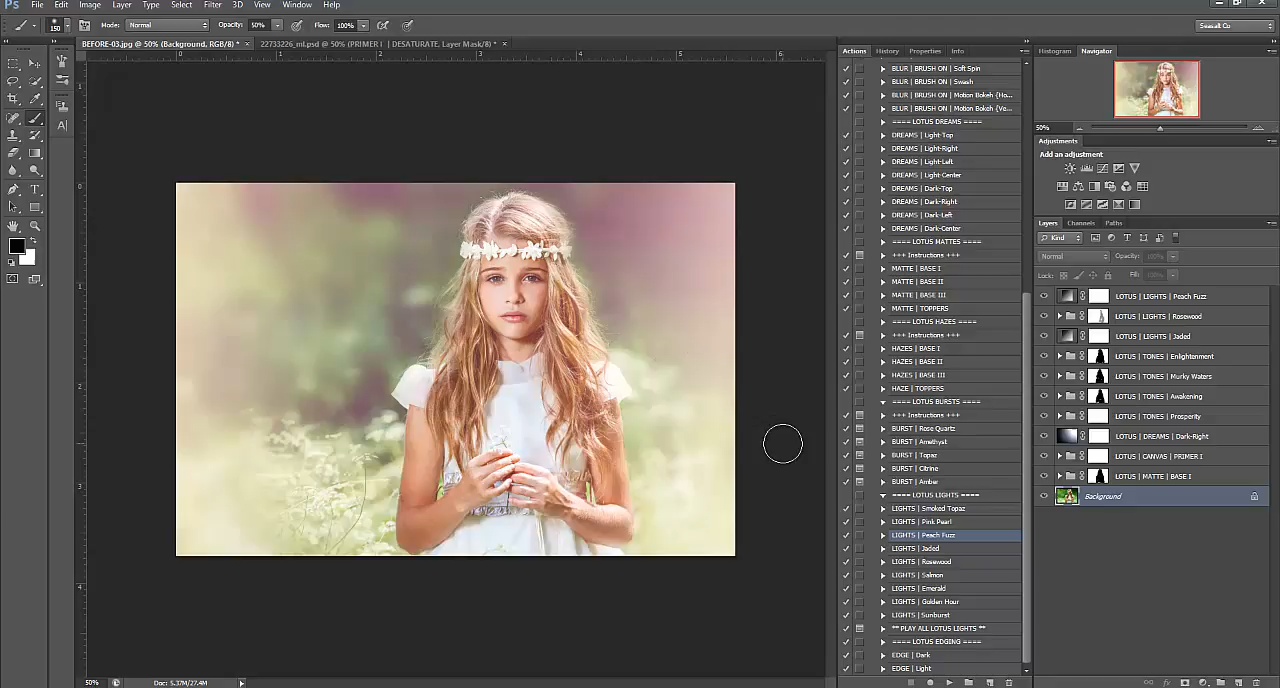 Ps File Edit Image Layer Type Select Filter 3D View Window Help
150 Mode: Normal Opacity: 50% Flow: 100% Seasalt Co
BEFORE-03.jpg @ 50% (Background, RGB/8) * × 22733226_ml.psd @ 50% (PRIMER I | DESATURATE, Layer Mask/8) * ×
Actions History Properties Info
BLUR | BRUSH ON | Soft Spin
BLUR | BRUSH ON | Swash
BLUR | BRUSH ON | Motion Bokeh {Ho...
BLUR | BRUSH ON | Motion Bokeh {Ve...
==== LOTUS DREAMS ====
DREAMS | Light-Top
DREAMS | Light-Right
DREAMS | Light-Left
DREAMS | Light-Center
DREAMS | Dark-Top
DREAMS | Dark-Right
DREAMS | Dark-Left
DREAMS | Dark-Center
==== LOTUS MATTES ====
+++ Instructions +++
MATTE | BASE I
MATTE | BASE II
MATTE | BASE III
MATTE | TOPPERS
==== LOTUS HAZES ====
+++ Instructions +++
HAZES | BASE I
HAZES | BASE II
HAZES | BASE III
HAZE | TOPPERS
==== LOTUS BURSTS ====
+++ Instructions +++
BURST | Rose Quartz
BURST | Amethyst
BURST | Topaz
BURST | Citrine
BURST | Amber
==== LOTUS LIGHTS ====
LIGHTS | Smoked Topaz
LIGHTS | Pink Pearl
LIGHTS | Peach Fuzz
LIGHTS | Jaded
LIGHTS | Rosewood
LIGHTS | Salmon
LIGHTS | Emerald
LIGHTS | Golden Hour
LIGHTS | Sunburst
** PLAY ALL LOTUS LIGHTS **
==== LOTUS EDGING ====
EDGE | Dark
EDGE | Light
Histogram Navigator
50%
Adjustments
Add an adjustment
Layers Channels Paths
Kind
Normal Opacity: 100%
Lock: Fill: 100%
LOTUS | LIGHTS | Peach Fuzz
LOTUS | LIGHTS | Rosewood
LOTUS | LIGHTS | Jaded
LOTUS | TONES | Enlightenment
LOTUS | TONES | Murky Waters
LOTUS | TONES | Awakening
LOTUS | TONES | Prosperity
LOTUS | DREAMS | Dark-Right
LOTUS | CANVAS | PRIMER I
LOTUS | MATTE | BASE I
Background
50% Doc: 5.37M/27.4M